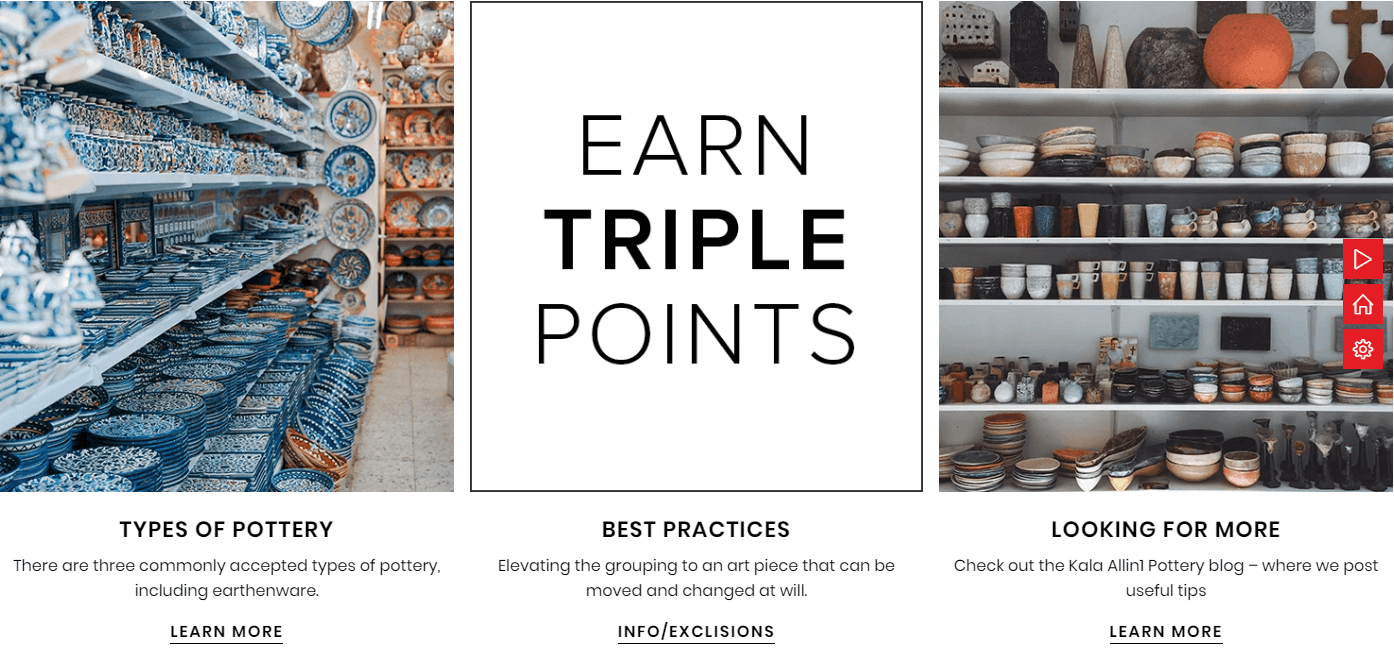 EARN
TRIPLE
POINTS
TYPES OF POTTERY
There are three commonly accepted types of pottery,
including earthenware.
LEARN MORE
BEST PRACTICES
Elevating the grouping to an art piece that can be
moved and changed at will.
INFO/EXCLISIONS
LOOKING FOR MORE
Check out the Kala Allin1 Pottery blog – where we post
useful tips
LEARN MORE